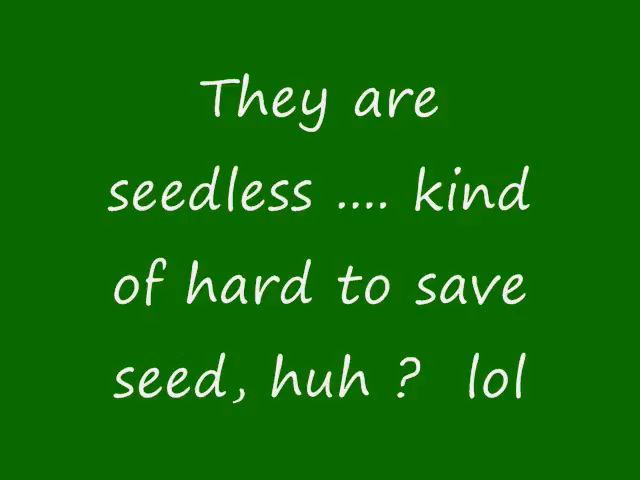 They are
seedless .... kind
of hard to save
seed, huh ?  lol